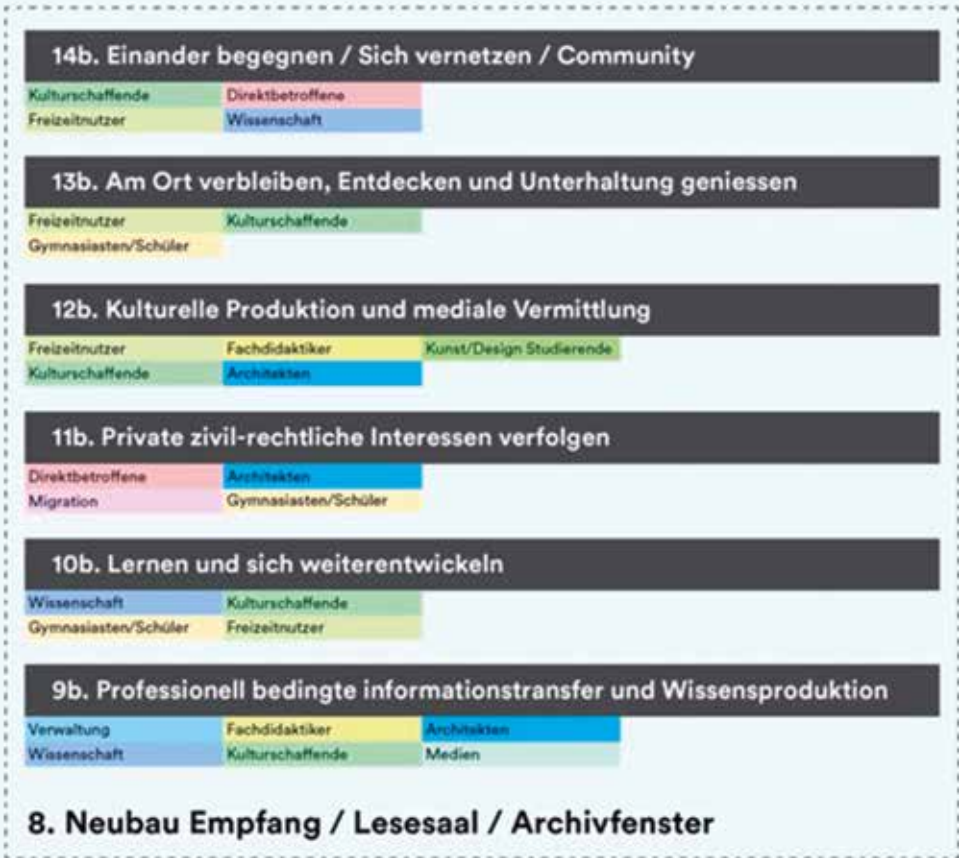 14b. Einander begegnen / Sich vernetzen / Community
Kulturschaffende Direktbetroffene
Freizeitnutzer Wissenschaft
13b. Am Ort verbleiben, Entdecken und Unterhaltung geniessen
Freizeitnutzer Kulturschaffende
Gymnasiasten/Schüler
12b. Kulturelle Produktion und mediale Vermittlung
Freizeitnutzer Fachdidaktiker Kunst/Design Studierende
Kulturschaffende Architekten
11b. Private zivil-rechtliche Interessen verfolgen
Direktbetroffene Architekten
Migration Gymnasiasten/Schüler
10b. Lernen und sich weiterentwickeln
Wissenschaft Kulturschaffende
Gymnasiasten/Schüler Freizeitnutzer
9b. Professionell bedingte informationstransfer und Wissensproduktion
Verwaltung Fachdidaktiker Architekten
Wissenschaft Kulturschaffende Medien
8. Neubau Empfang / Lesesaal / Archivfenster